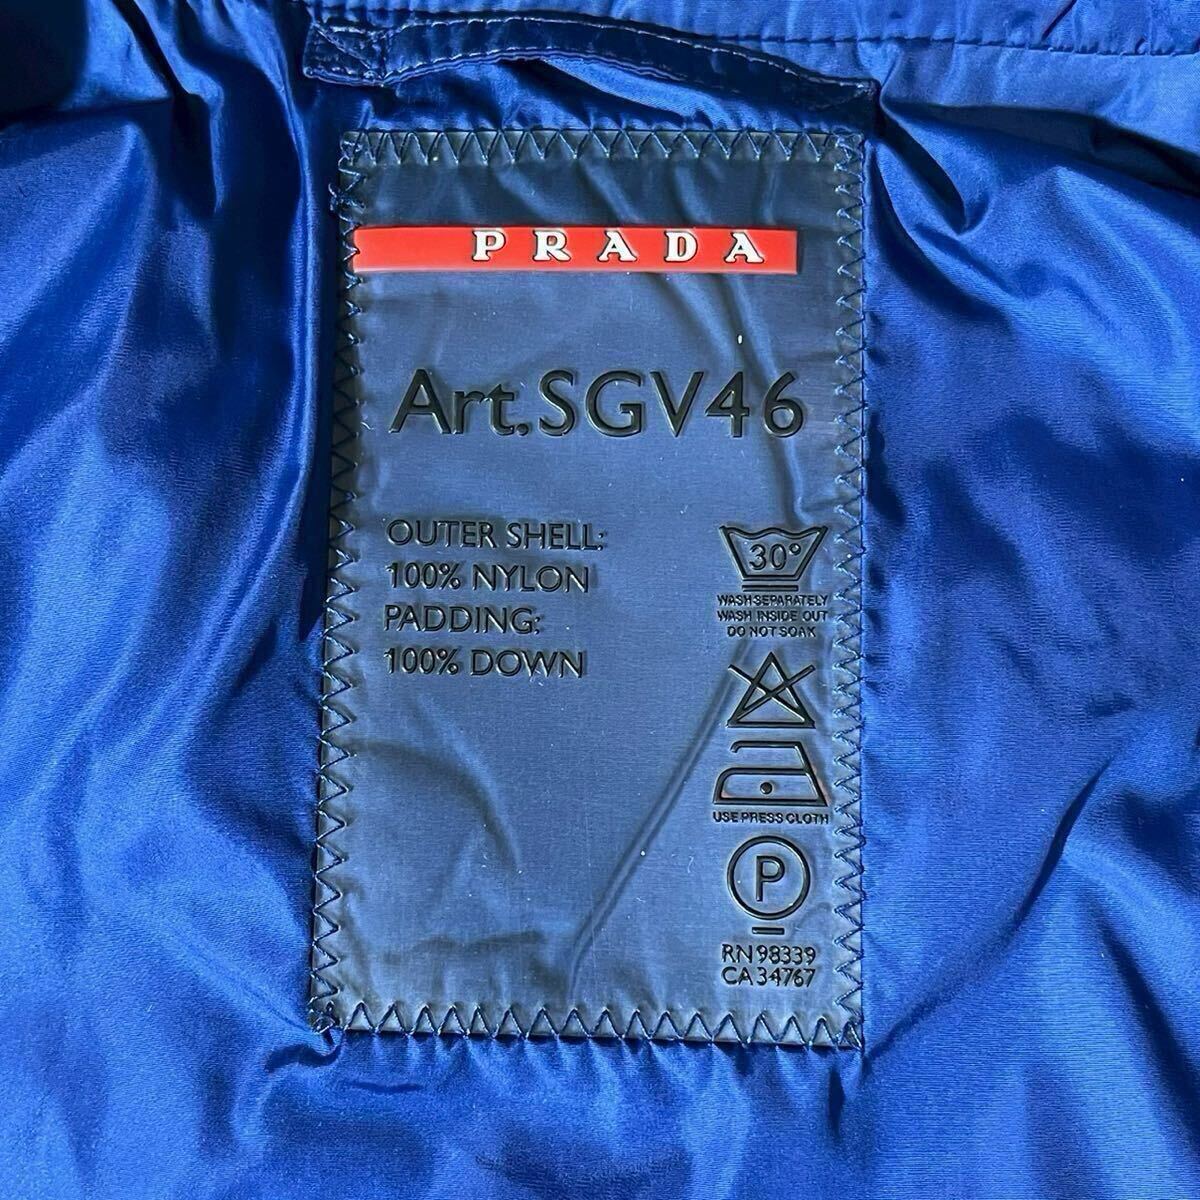 PRADA
Art.SGV46
OUTER SHELL:
100% NYLON
PADDING:
100% DOWN
30°
WASH SEPARATELY
WASH INSIDE OUT
DO NOT SOAK
USE PRESS CLOTH
P
RN 98339
CA 34767